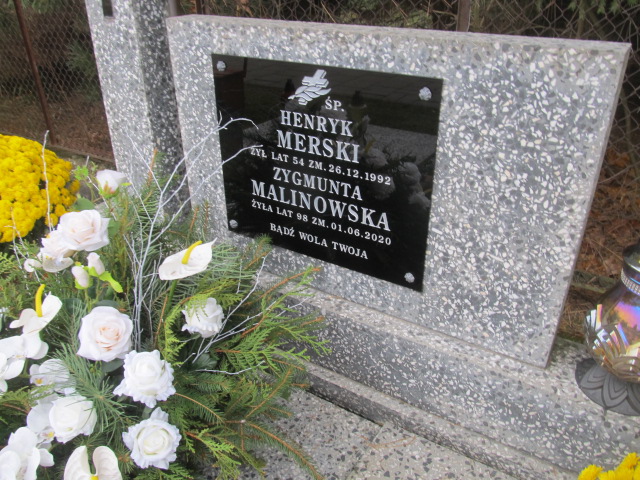 ŚP.
HENRYK
MERSKI
ŻYŁ LAT 54 ZM. 26.12.1992
ZYGMUNTA
MALINOWSKA
ŻYŁA LAT 98 ZM. 01.06.2020
BĄDŹ WOLA TWOJA